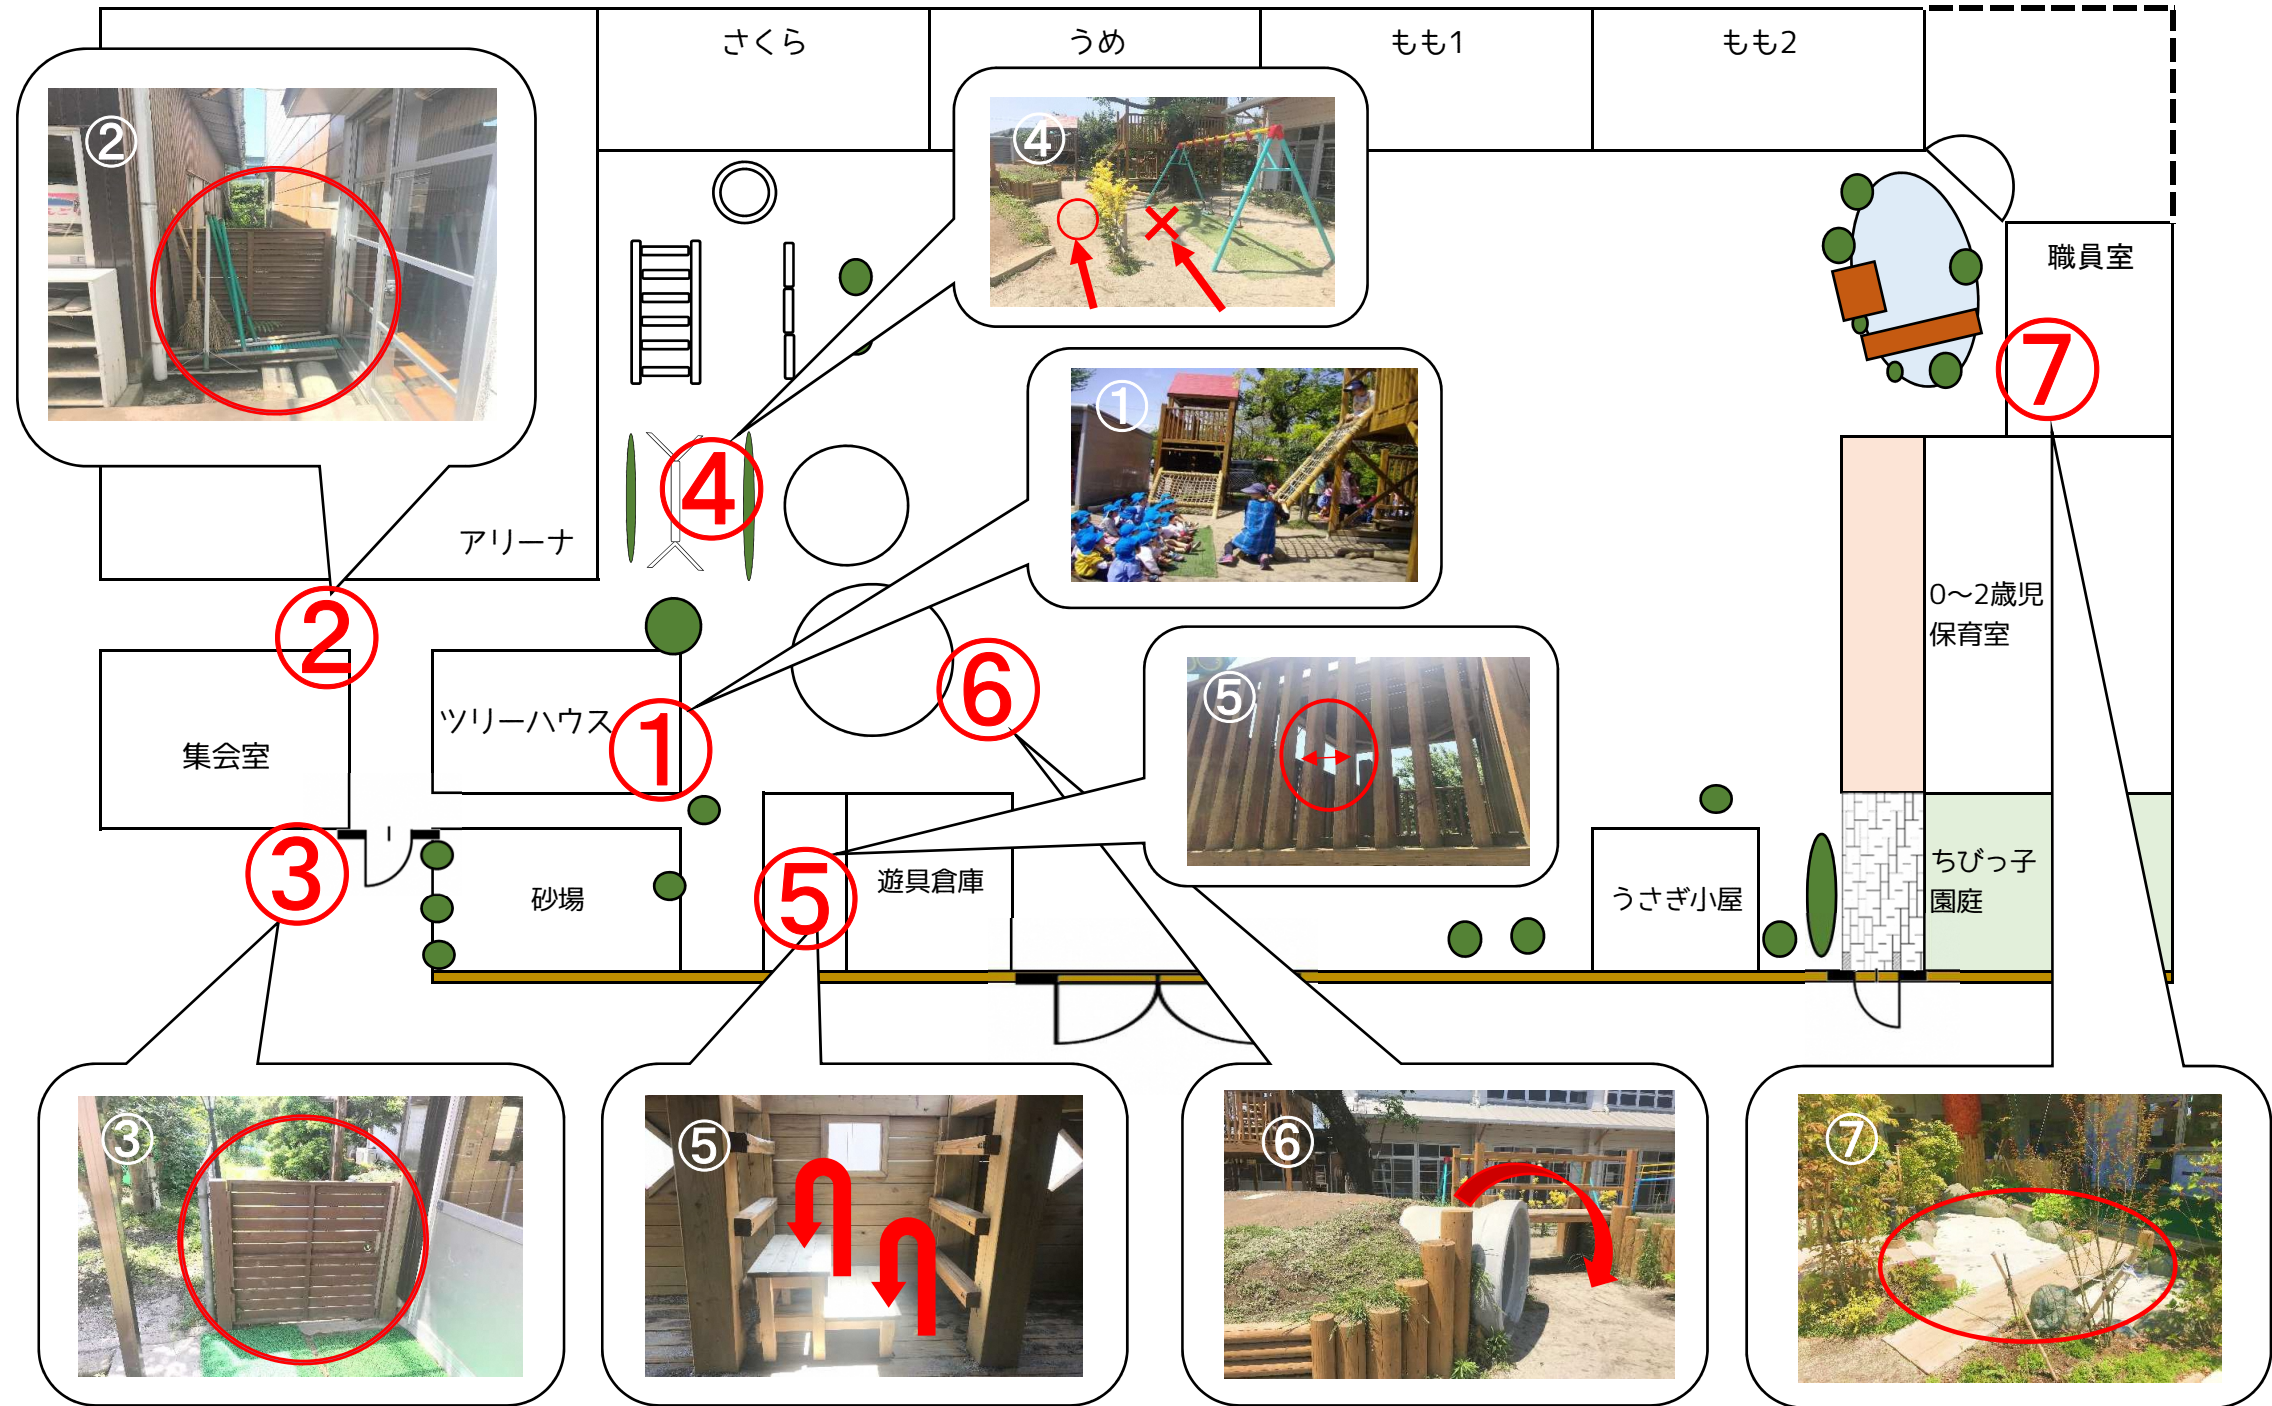 さくら
うめ
もも1
もも2
②
④
職員室
⑦
①
④
アリーナ
②
0～2歳児
保育室
⑥
⑤
ツリーハウス
①
集会室
③
砂場
⑤
遊具倉庫
うさぎ小屋
ちびっ子
園庭
③
⑤
⑥
⑦